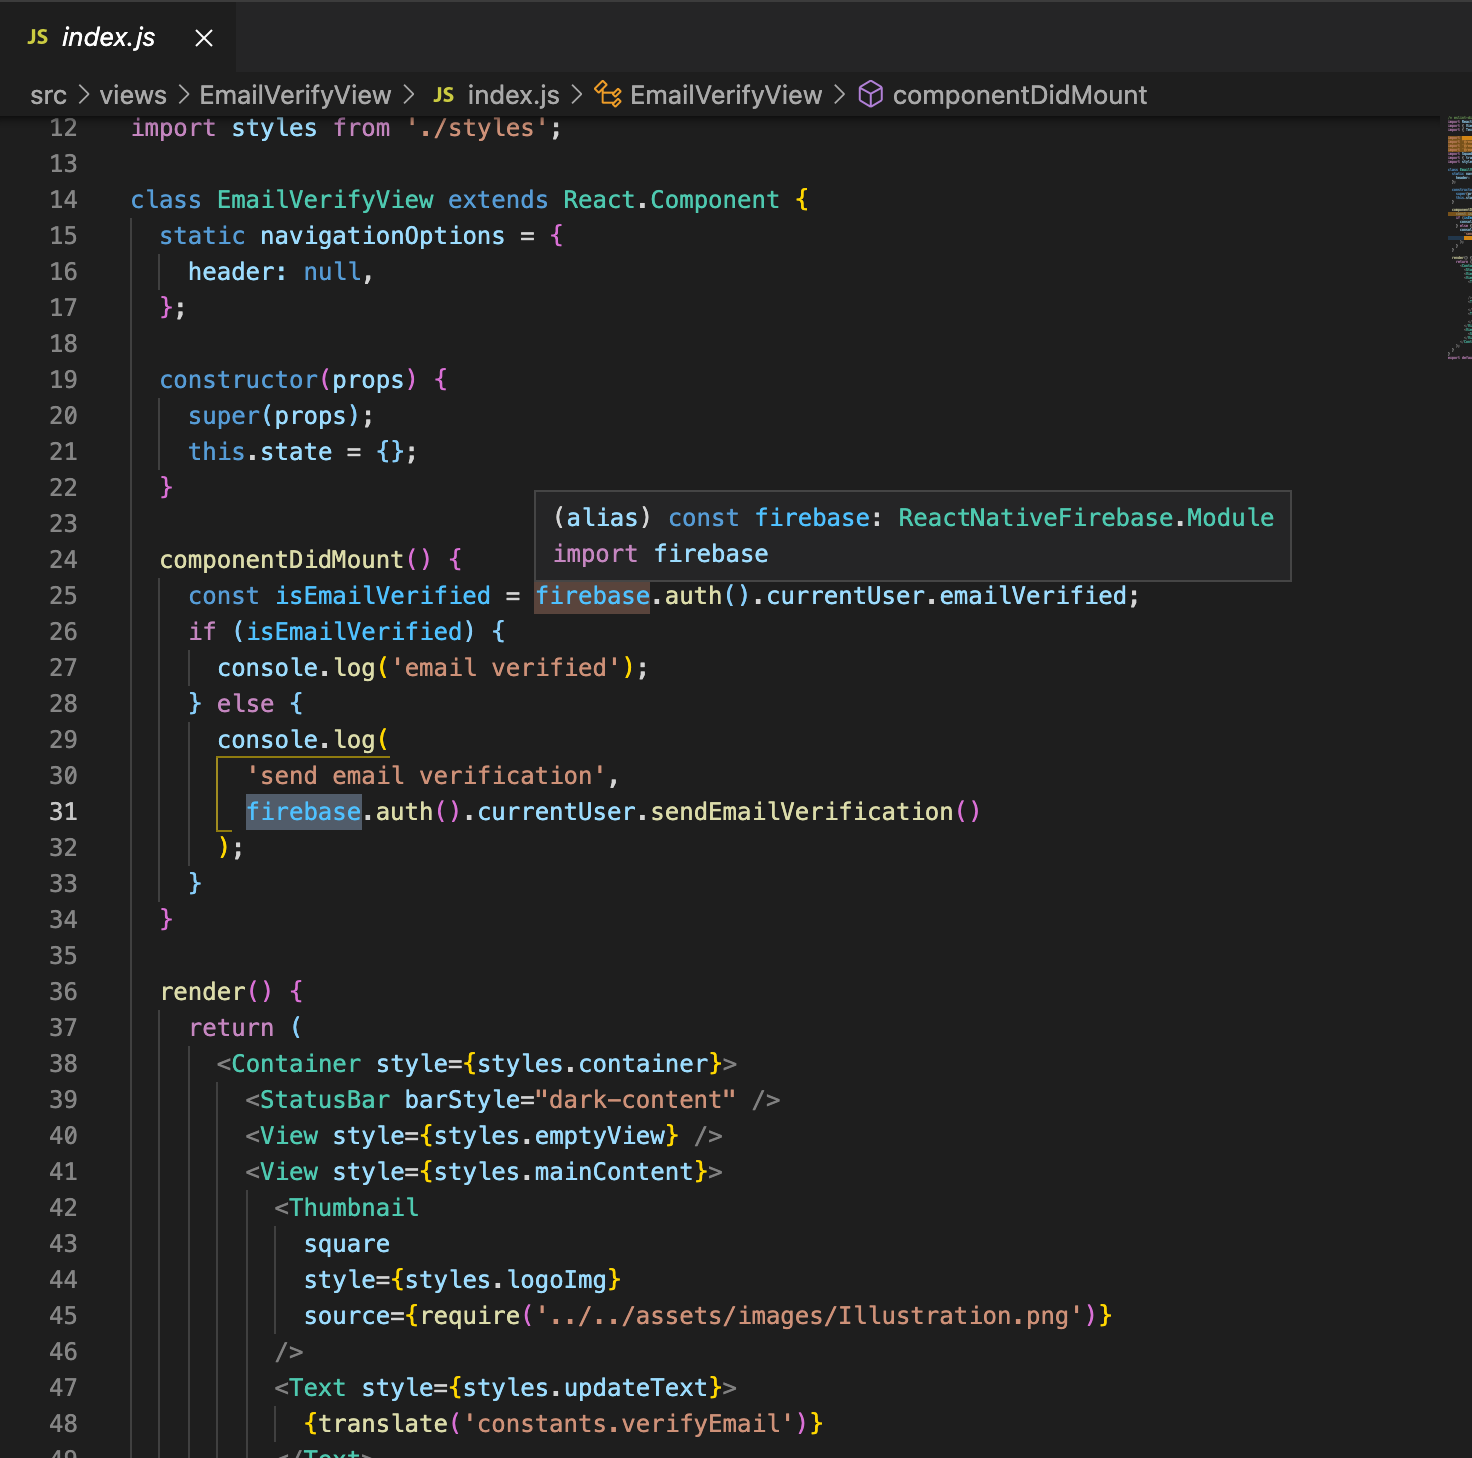 JS index.js
src > views > EmailVerifyView > JS index.js > EmailVerifyView > componentDidMount
12 import styles from './styles';
13
14 class EmailVerifyView extends React.Component {
15 static navigationOptions = {
16 header: null,
17 };
18
19 constructor(props) {
20 super(props);
21 this.state = {};
22 }
(alias) const firebase: ReactNativeFirebase.Module
import firebase
23
24 componentDidMount() {
25 const isEmailVerified = firebase.auth().currentUser.emailVerified;
26 if (isEmailVerified) {
27 console.log('email verified');
28 } else {
29 console.log(
30 'send email verification',
31 firebase.auth().currentUser.sendEmailVerification()
32 );
33 }
34 }
35
36 render() {
37 return (
38 <Container style={styles.container}>
39 <StatusBar barStyle="dark-content" />
40 <View style={styles.emptyView} />
41 <View style={styles.mainContent}>
42 <Thumbnail
43 square
44 style={styles.logoImg}
45 source={require('../../assets/images/Illustration.png')}
46 />
47 <Text style={styles.updateText}>
48 {translate('constants.verifyEmail')}
49 </Text>